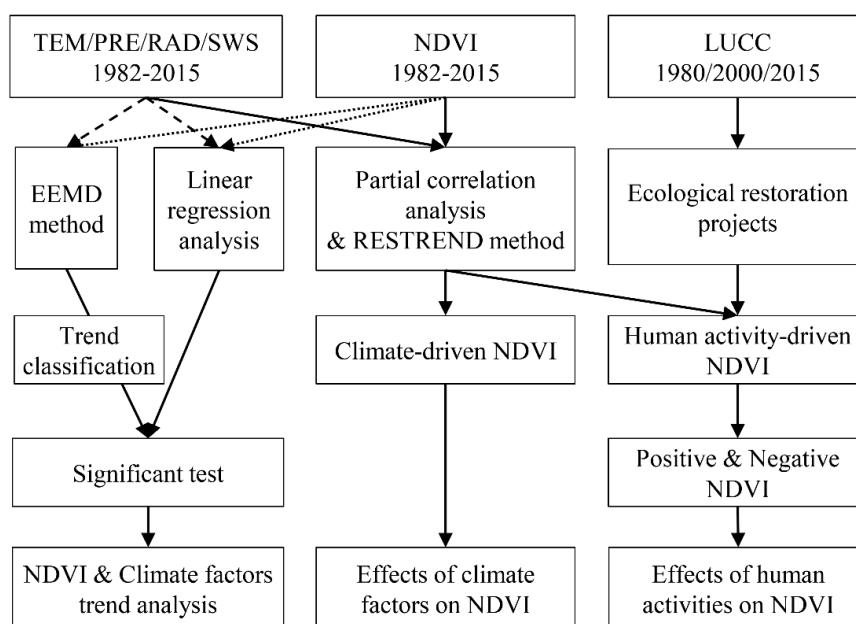 TEM/PRE/RAD/SWS
1982-2015
NDVI
1982-2015
LUCC
1980/2000/2015
EEMD
method
Linear
regression
analysis
Partial correlation
analysis
& RESTREND method
Ecological restoration
projects
Trend
classification
Climate-driven NDVI
Human activity-driven
NDVI
Significant test
Positive & Negative
NDVI
NDVI & Climate factors
trend analysis
Effects of climate
factors on NDVI
Effects of human
activities on NDVI